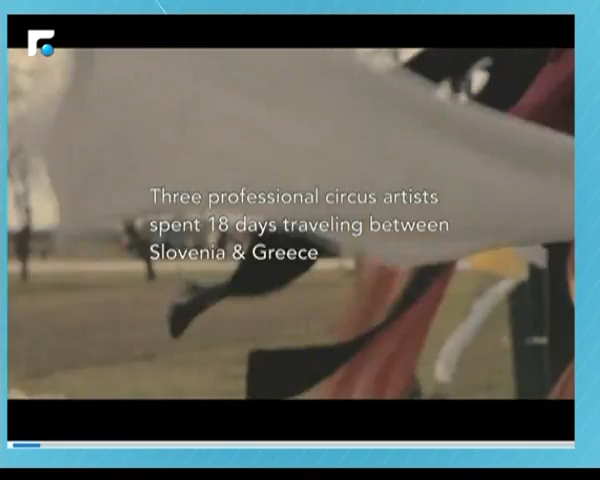 Three professional circus artists
spent 18 days traveling between
Slovenia & Greece